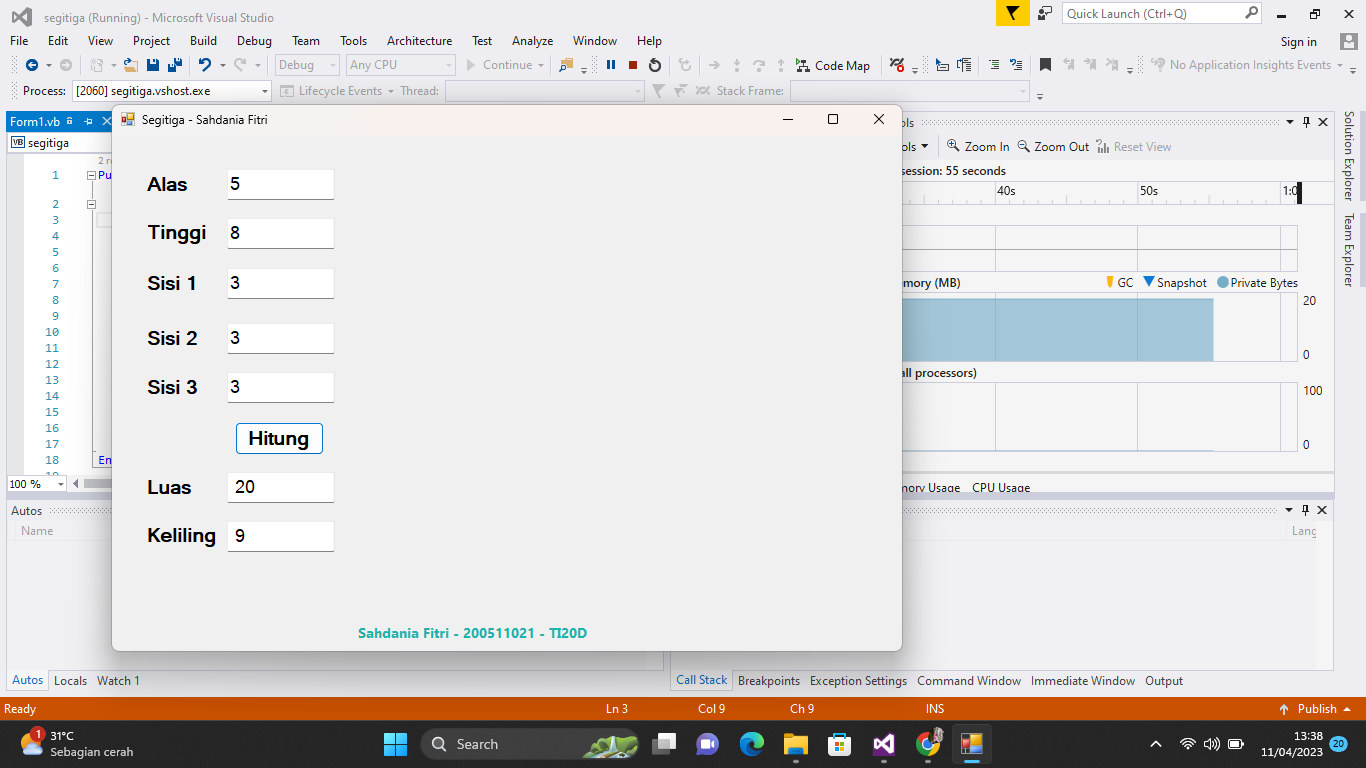 segitiga (Running) - Microsoft Visual Studio
Quick Launch (Ctrl+Q)
File Edit View Project Build Debug Team Tools Architecture Test Analyze Window Help
Sign in
Debug Any CPU Continue Code Map No Application Insights Events
Process: [2060] segitiga.vshost.exe Lifecycle Events Thread: Stack Frame:
Form1.vb
VB segitiga
2 r
1 Pu
2
3
4
5
6
7
8
9
10
11
12
13
14
15
16
17
18 En
100 %
Segitiga - Sahdania Fitri
Alas 5
Tinggi 8
Sisi 1 3
Sisi 2 3
Sisi 3 3
Hitung
Luas 20
Keliling 9
Sahdania Fitri - 200511021 - TI20D
ols
ols Zoom In Zoom Out Reset View
session: 55 seconds
40s 50s 1:0
mory (MB) GC Snapshot Private Bytes
20
0
all processors)
100
0
mory Usage CPU Usage
Solution Explorer
Team Explorer
Autos
Name
Lang
Autos Locals Watch 1
Call Stack Breakpoints Exception Settings Command Window Immediate Window Output
Ready Ln 3 Col 9 Ch 9 INS Publish
1
31°C
Sebagian cerah
Search
13:38
11/04/2023
20